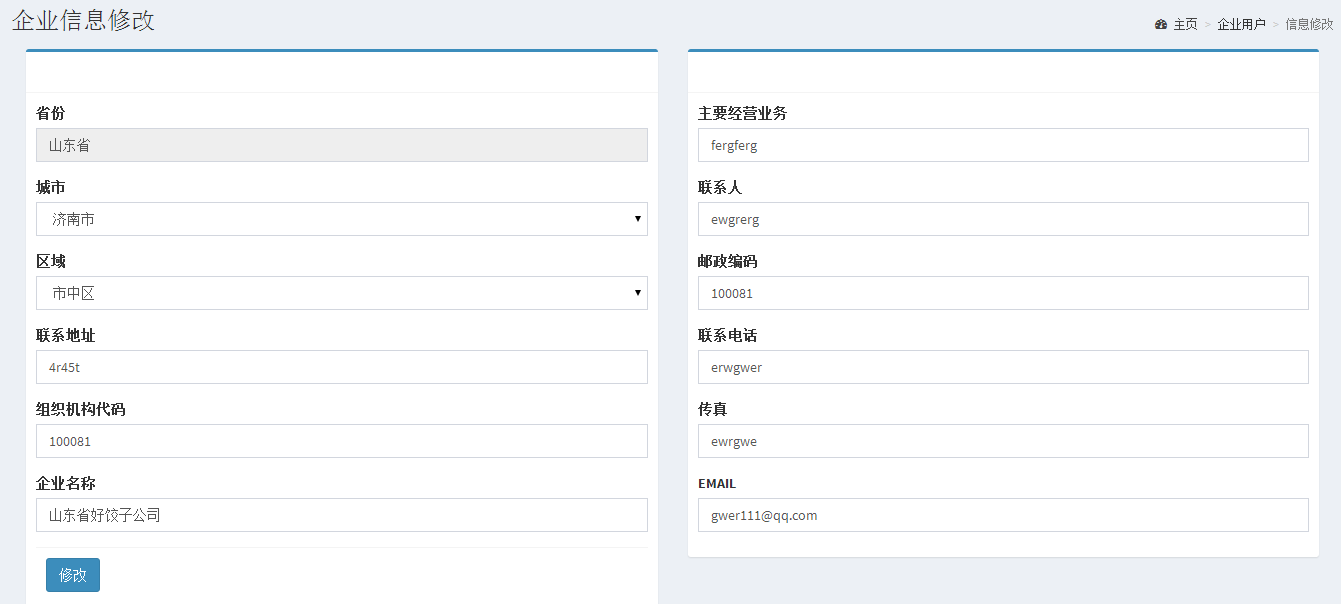 企业信息修改
主页 > 企业用户 > 信息修改
省份
山东省
城市
济南市
区域
市中区
联系地址
4r45t
组织机构代码
100081
企业名称
山东省好饺子公司
修改
主要经营业务
fergferg
联系人
ewgrerg
邮政编码
100081
联系电话
erwgwer
传真
ewrgwe
EMAIL
gwer111@qq.com